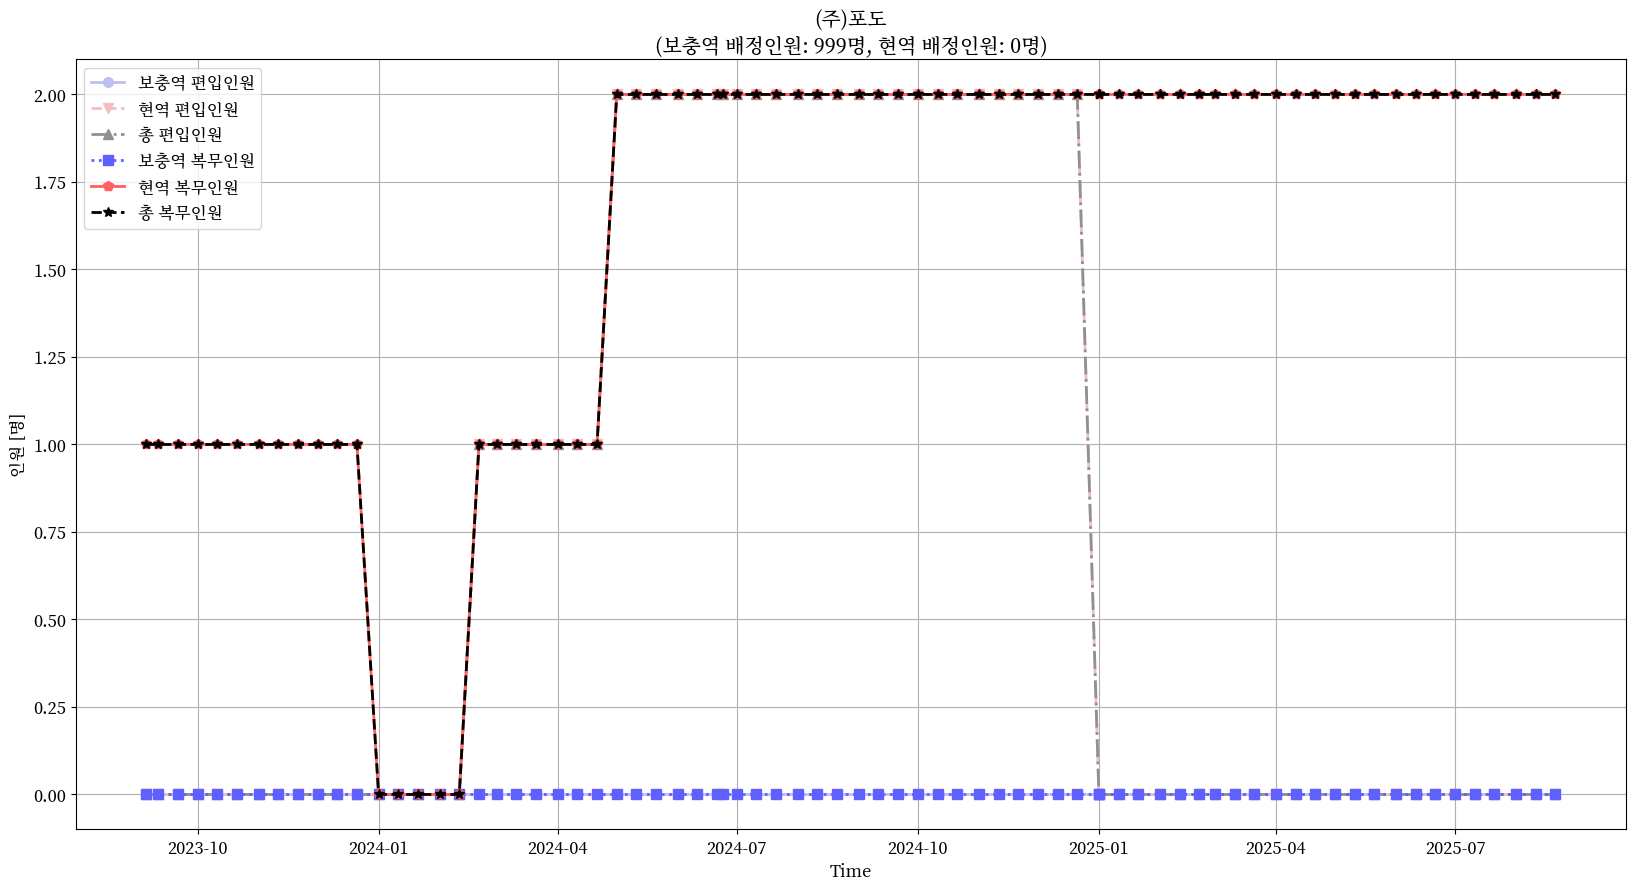 (주)포도
(보충역 배정인원: 999명, 현역 배정인원: 0명)
보충역 편입인원
현역 편입인원
총 편입인원
보충역 복무인원
현역 복무인원
총 복무인원
인원 [명]
2.00
1.75
1.50
1.25
1.00
0.75
0.50
0.25
0.00
2023-10 2024-01 2024-04 2024-07 2024-10 2025-01 2025-04 2025-07
Time